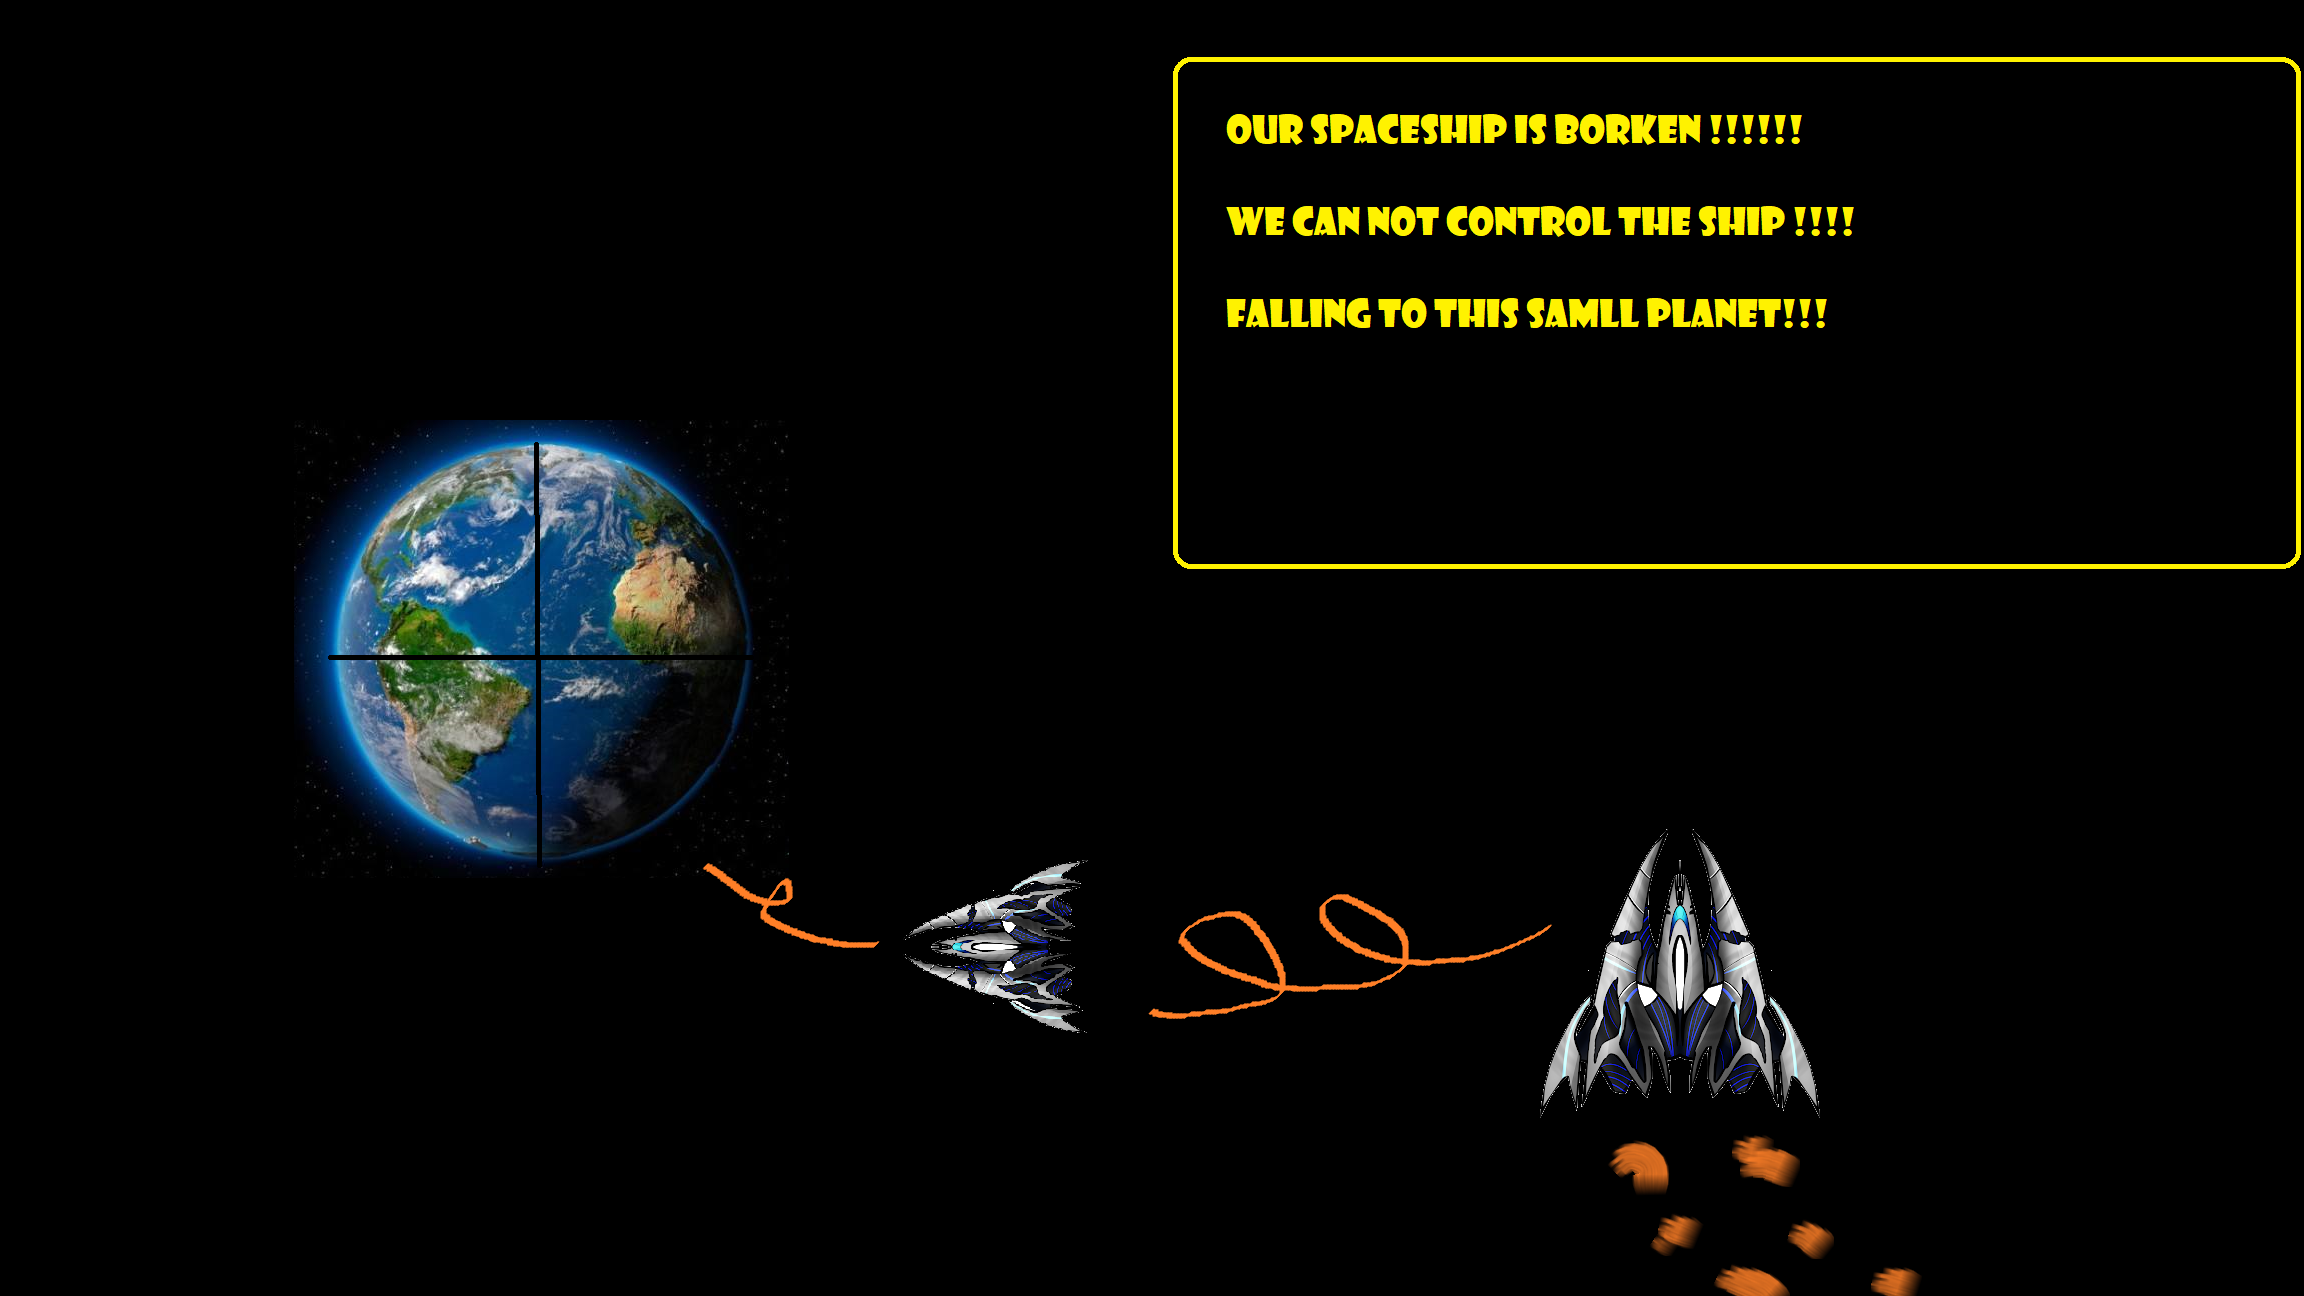 OUR SPACESHIP IS BORKEN !!!!!!
WE CAN NOT CONTROL THE SHIP !!!!
FALLING TO THIS SAMLL PLANET!!!